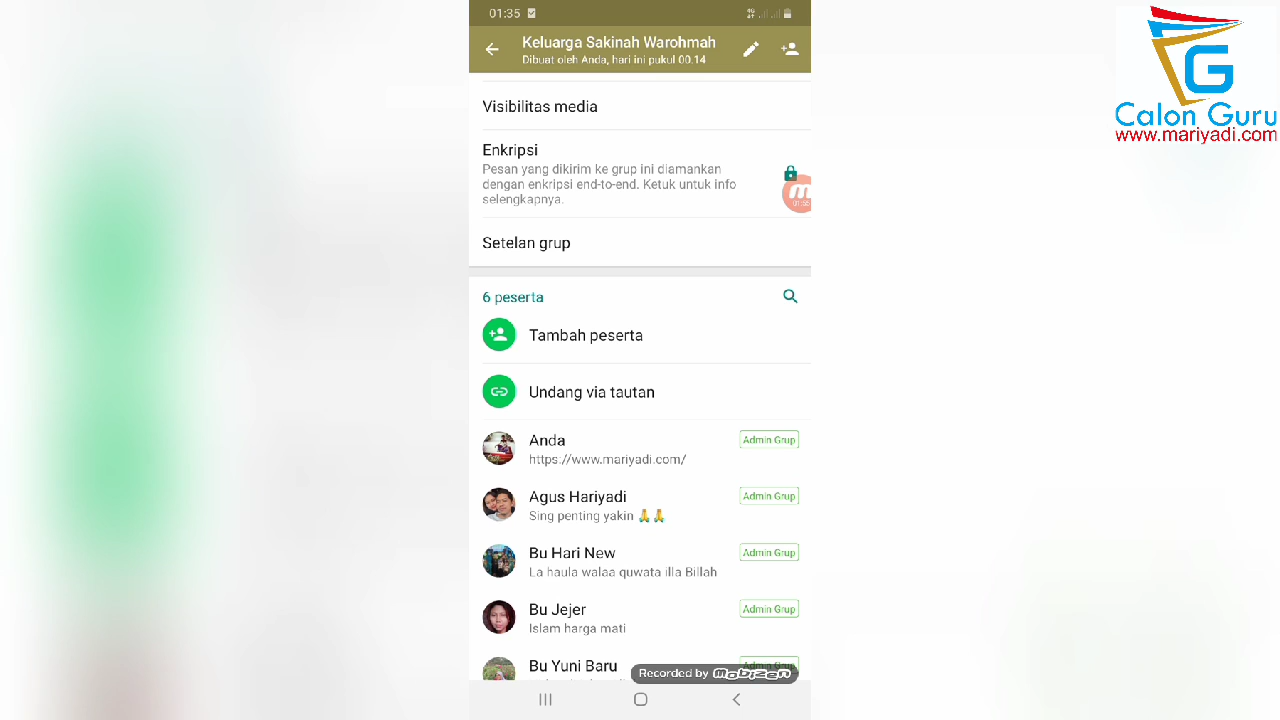 01:35
Keluarga Sakinah Warohmah
Dibuat oleh Anda, hari ini pukul 00.14
Visibilitas media
Enkripsi
Pesan yang dikirim ke grup ini diamankan
dengan enkripsi end-to-end. Ketuk untuk info
selengkapnya.
Setelan grup
6 peserta
Tambah peserta
Undang via tautan
Anda
Admin Grup
https://www.mariyadi.com/
Agus Hariyadi
Admin Grup
Sing penting yakin 🙏🙏
Bu Hari New
Admin Grup
La haula walaa quwata illa Billah
Bu Jejer
Admin Grup
Islam harga mati
Bu Yuni Baru
Admin Grup
Recorded by mobizen
G
Calon Guru
www.mariyadi.com